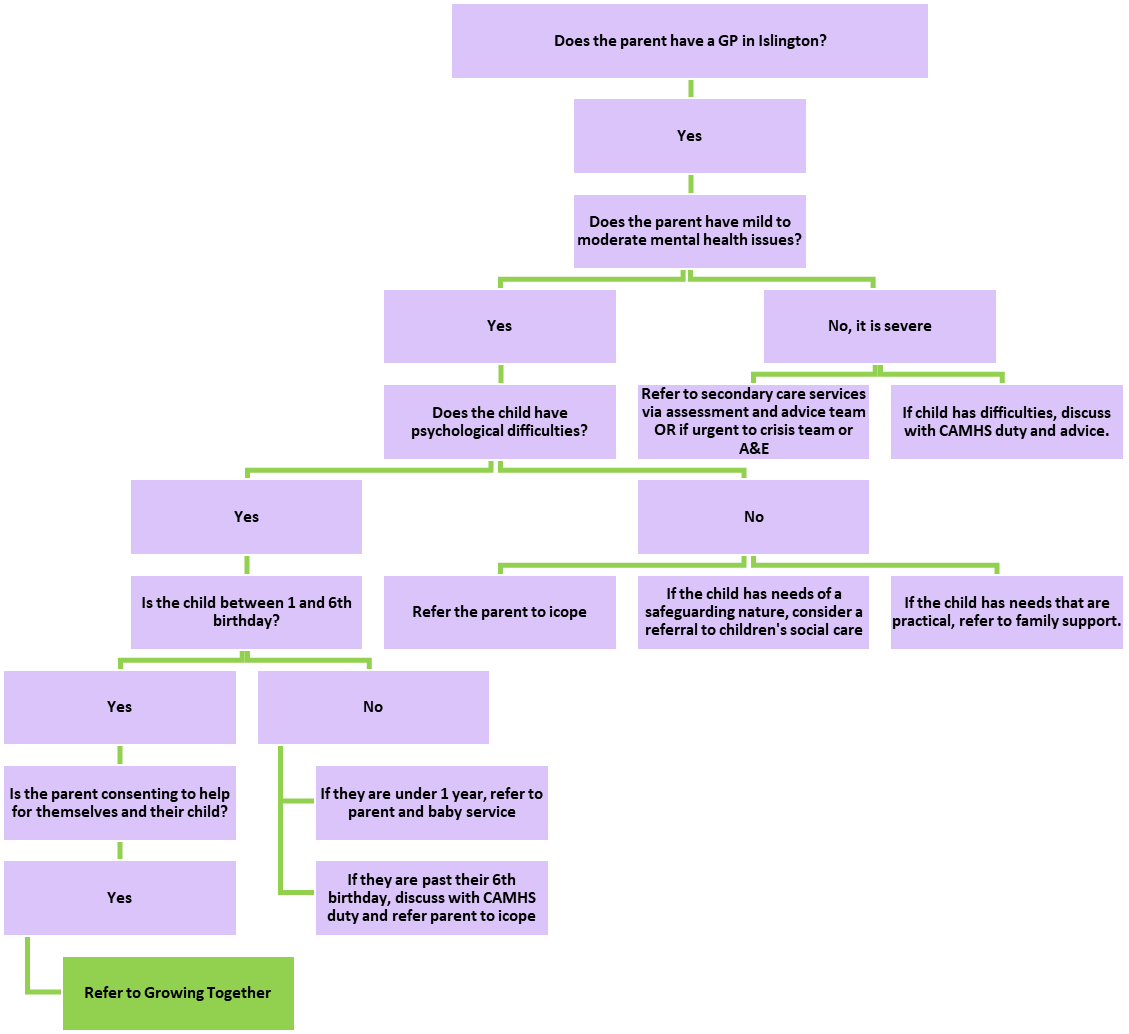 Does the parent have a GP in Islington?
Yes
Does the parent have mild to
moderate mental health issues?
Yes
No, it is severe
Does the child have
psychological difficulties?
Refer to secondary care services
via assessment and advice team
OR if urgent to crisis team or
A&E
If child has difficulties, discuss
with CAMHS duty and advice.
Yes
No
Is the child between 1 and 6th
birthday?
Refer the parent to icope
If the child has needs of a
safeguarding nature, consider a
referral to children's social care
If the child has needs that are
practical, refer to family support.
Yes
No
Is the parent consenting to help
for themselves and their child?
If they are under 1 year, refer to
parent and baby service
Yes
If they are past their 6th
birthday, discuss with CAMHS
duty and refer parent to icope
Refer to Growing Together